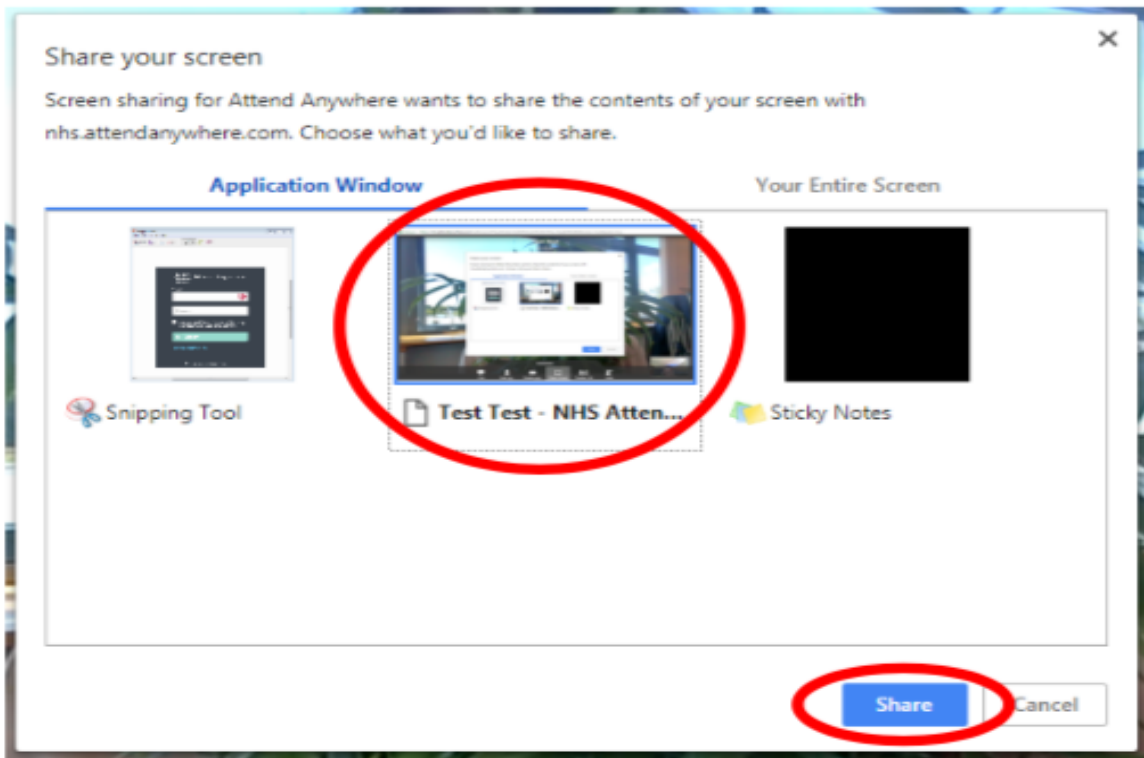 Share your screen
Screen sharing for Attend Anywhere wants to share the contents of your screen with
nhs.attendanywhere.com. Choose what you'd like to share.
Application Window
Your Entire Screen
Snipping Tool
Test Test - NHS Atten...
Sticky Notes
Share
Cancel